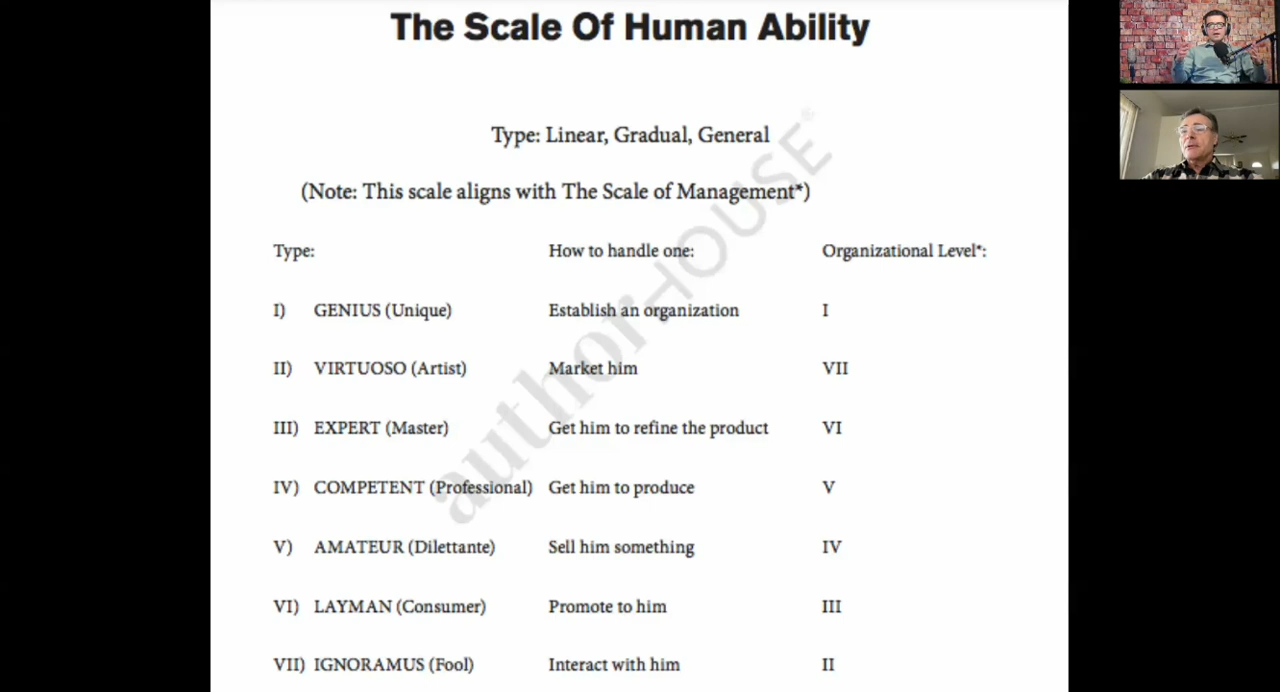 The Scale Of Human Ability
Type: Linear, Gradual, General
(Note: This scale aligns with The Scale of Management*)
Type: How to handle one: Organizational Level*:
I) GENIUS (Unique) Establish an organization I
II) VIRTUOSO (Artist) Market him VII
III) EXPERT (Master) Get him to refine the product VI
IV) COMPETENT (Professional) Get him to produce V
V) AMATEUR (Dilettante) Sell him something IV
VI) LAYMAN (Consumer) Promote to him III
VII) IGNORAMUS (Fool) Interact with him II
authorHOUSE®